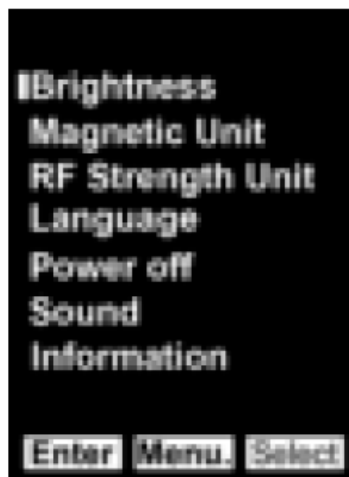 Brightness
Magnetic Unit
RF Strength Unit
Language
Power off
Sound
Information
Enter Menu. Select